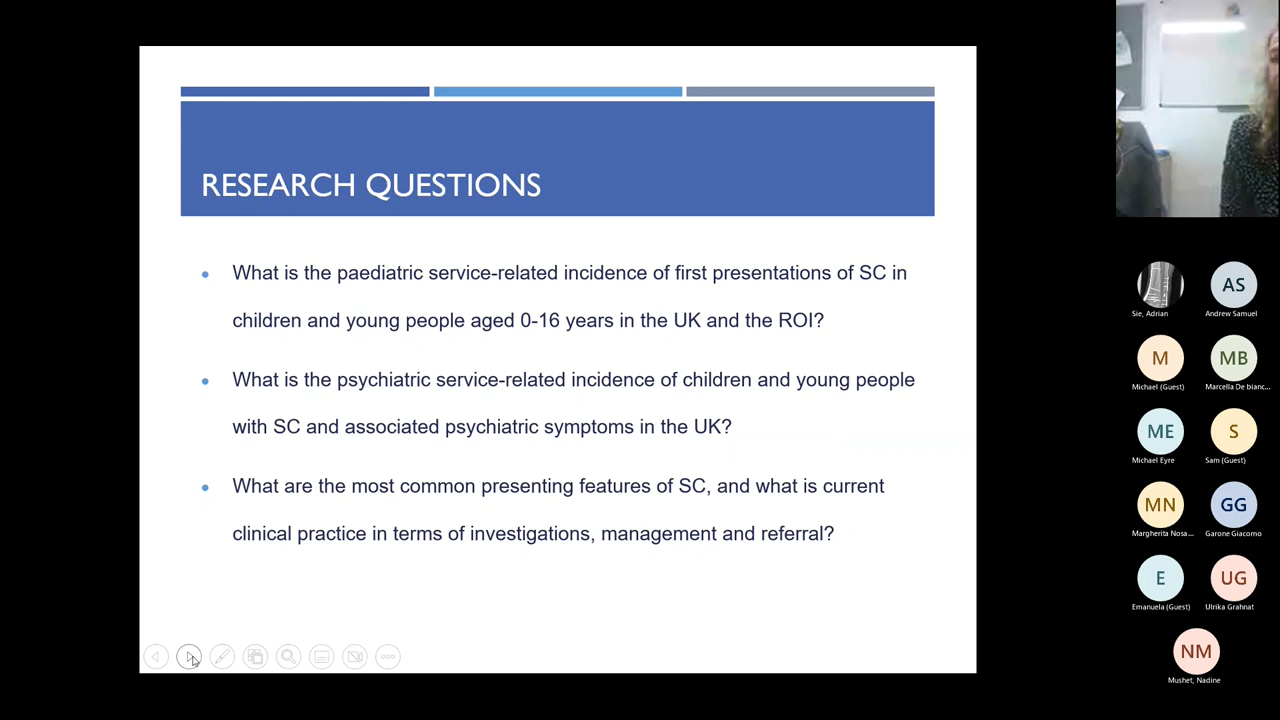 RESEARCH QUESTIONS
What is the paediatric service-related incidence of first presentations of SC in
children and young people aged 0-16 years in the UK and the ROI?
What is the psychiatric service-related incidence of children and young people
with SC and associated psychiatric symptoms in the UK?
What are the most common presenting features of SC, and what is current
clinical practice in terms of investigations, management and referral?
Sie, Adrian
AS
Andrew Samuel
M
Michael (Guest)
MB
Marcella De bianc...
ME
Michael Eyre
S
Sam (Guest)
MN
Margherita Nosa...
GG
Garone Giacomo
E
Emanuela (Guest)
UG
Ulrika Grahnat
NM
Mushet, Nadine